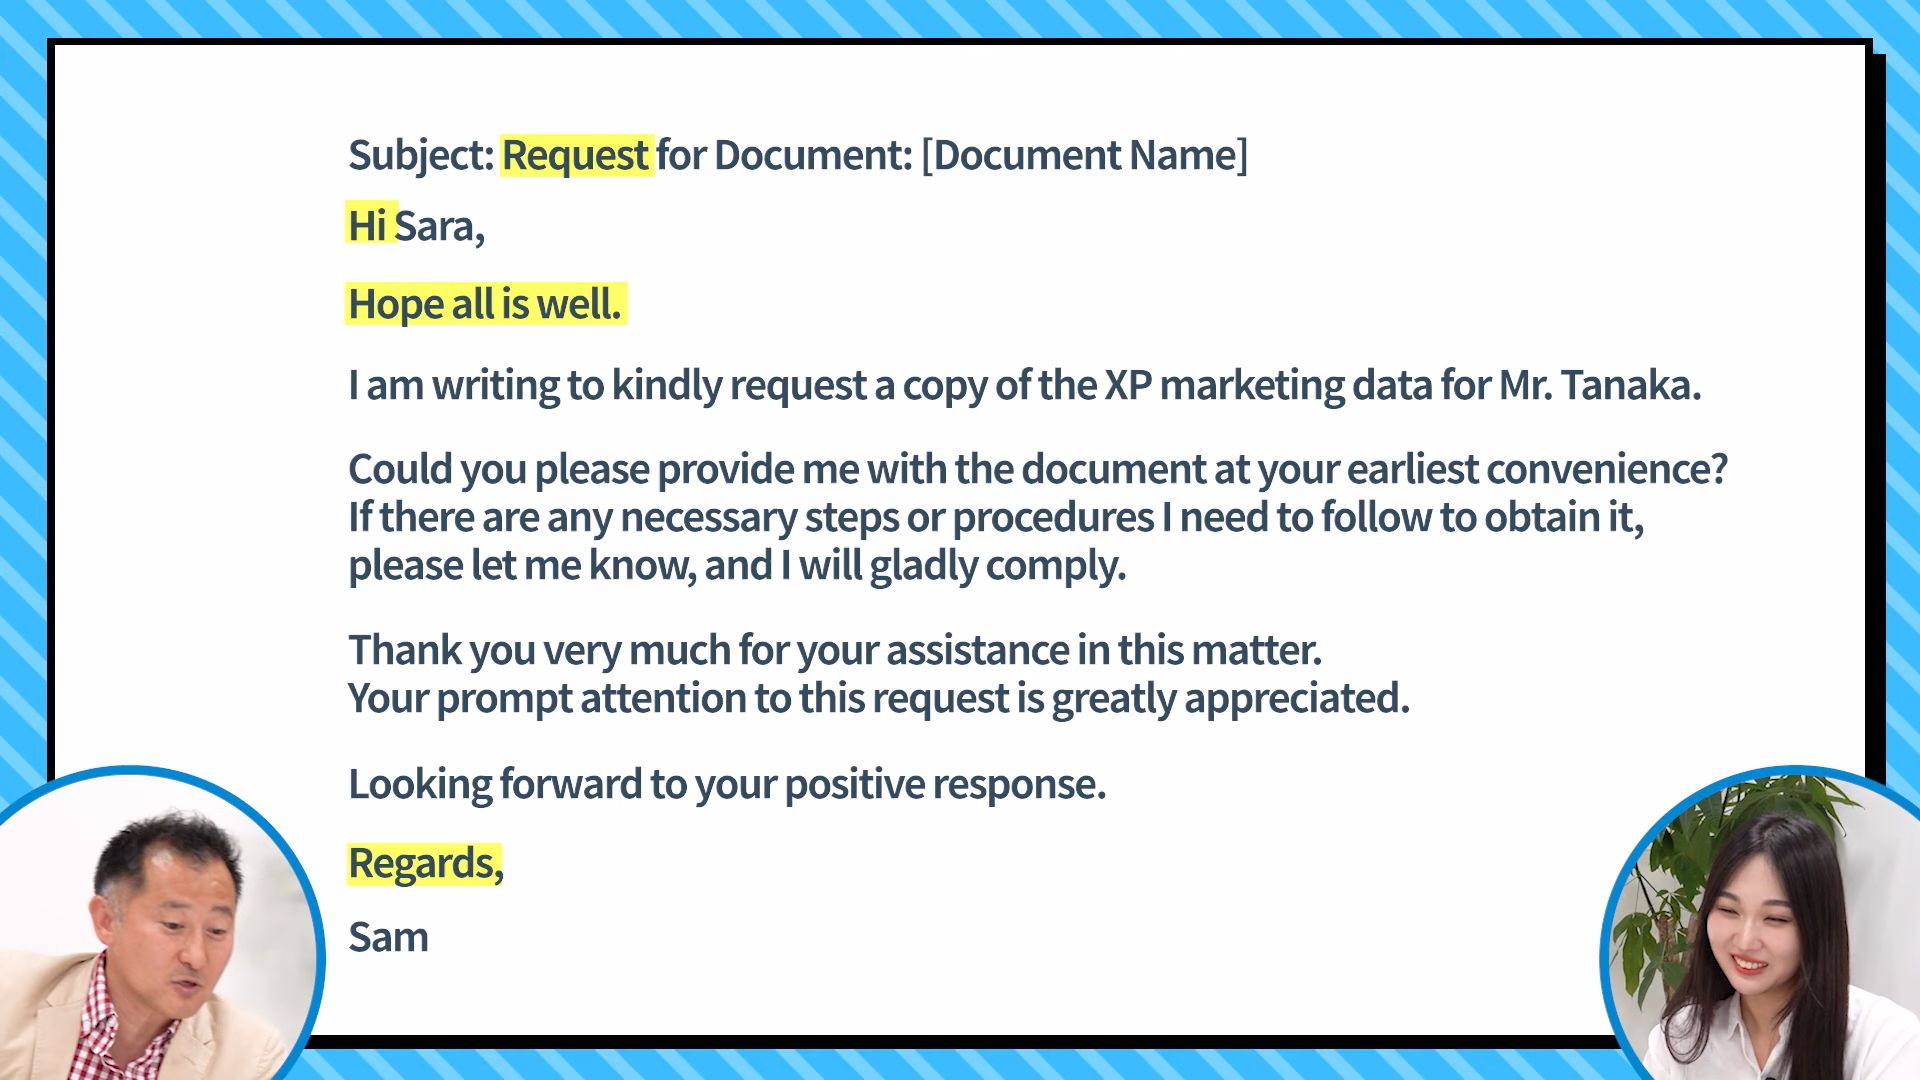 Subject: Request for Document: [Document Name]
Hi Sara,
Hope all is well.
I am writing to kindly request a copy of the XP marketing data for Mr. Tanaka.
Could you please provide me with the document at your earliest convenience?
If there are any necessary steps or procedures I need to follow to obtain it,
please let me know, and I will gladly comply.
Thank you very much for your assistance in this matter.
Your prompt attention to this request is greatly appreciated.
Looking forward to your positive response.
Regards,
Sam